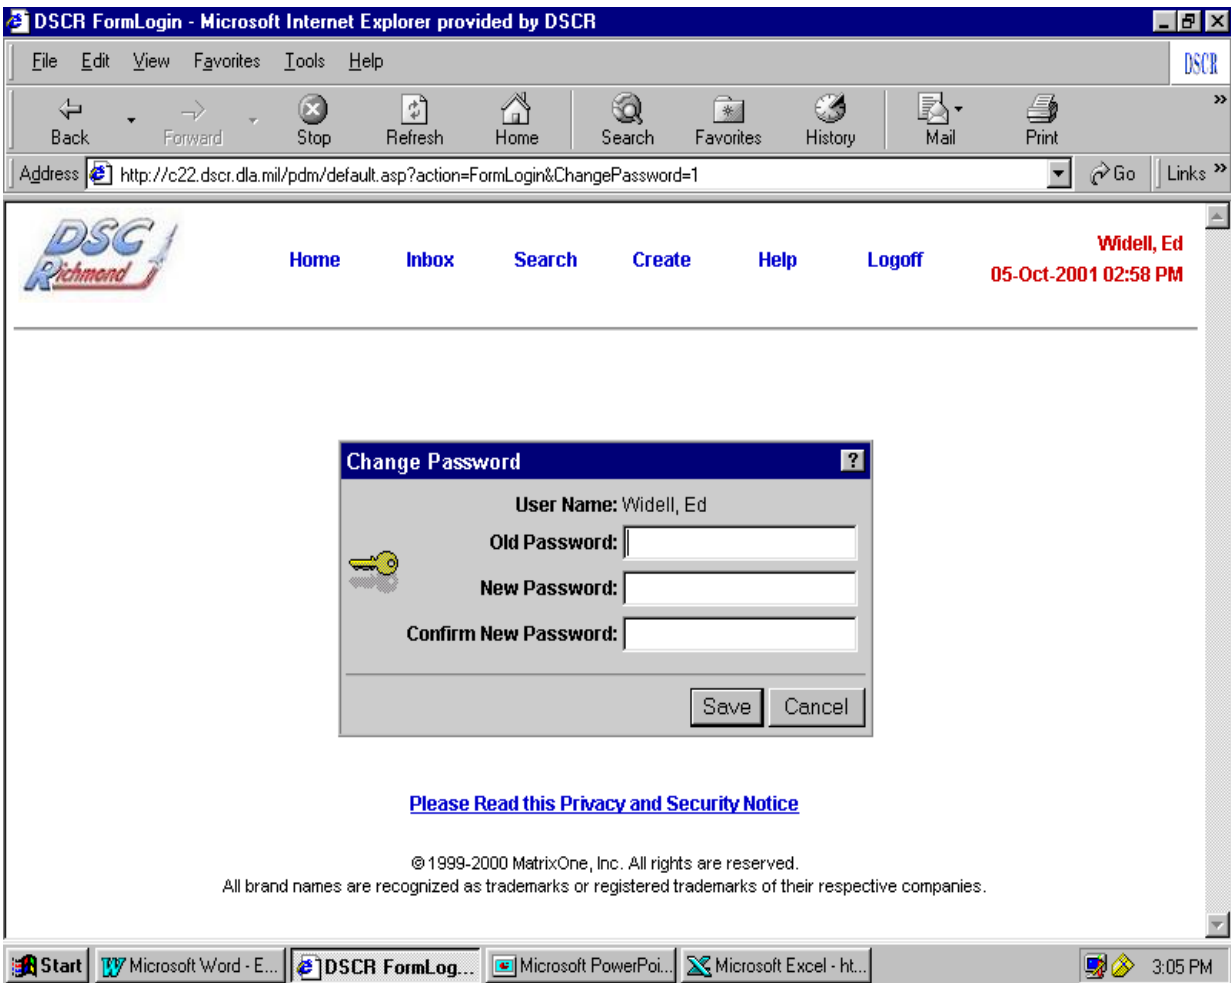 DSCR FormLogin - Microsoft Internet Explorer provided by DSCR
File Edit View Favorites Tools Help
DSCR
Back Forward Stop Refresh Home Search Favorites History Mail Print »
Address http://c22.dscr.dla.mil/pdm/default.asp?action=FormLogin&ChangePassword=1 Go Links »
DSC
Richmond
Home Inbox Search Create Help Logoff
Widell, Ed
05-Oct-2001 02:58 PM
Change Password ?
User Name: Widell, Ed
Old Password:
New Password:
Confirm New Password:
Save Cancel
Please Read this Privacy and Security Notice
© 1999-2000 MatrixOne, Inc. All rights are reserved.
All brand names are recognized as trademarks or registered trademarks of their respective companies.
Start Microsoft Word - E... DSCR FormLog... Microsoft PowerPoi... Microsoft Excel - ht... 3:05 PM